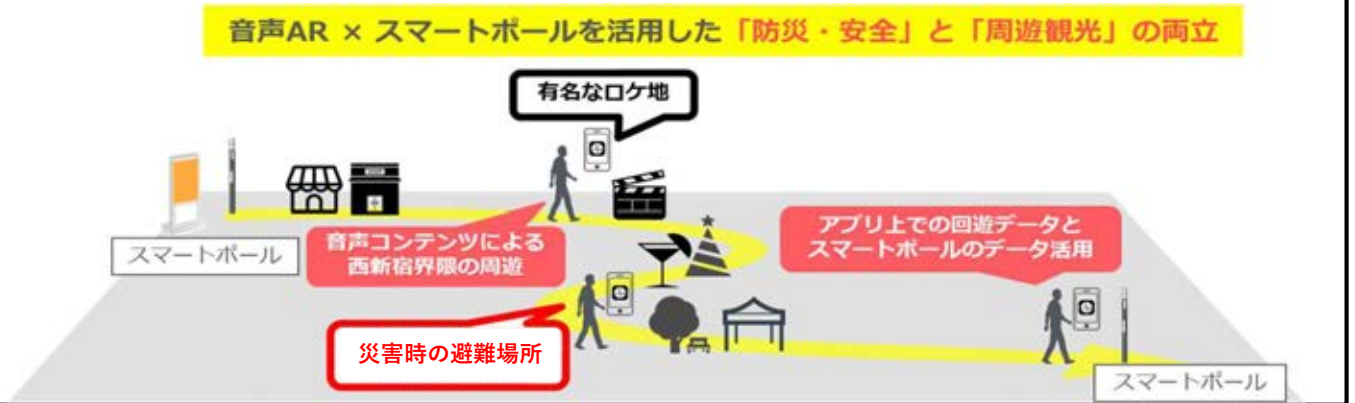 音声AR × スマートポールを活用した「防災・安全」と「周遊観光」の両立
有名なロケ地
スマートポール
音声コンテンツによる
西新宿界隈の周遊
アプリ上での回遊データと
スマートポールのデータ活用
災害時の避難場所
スマートポール